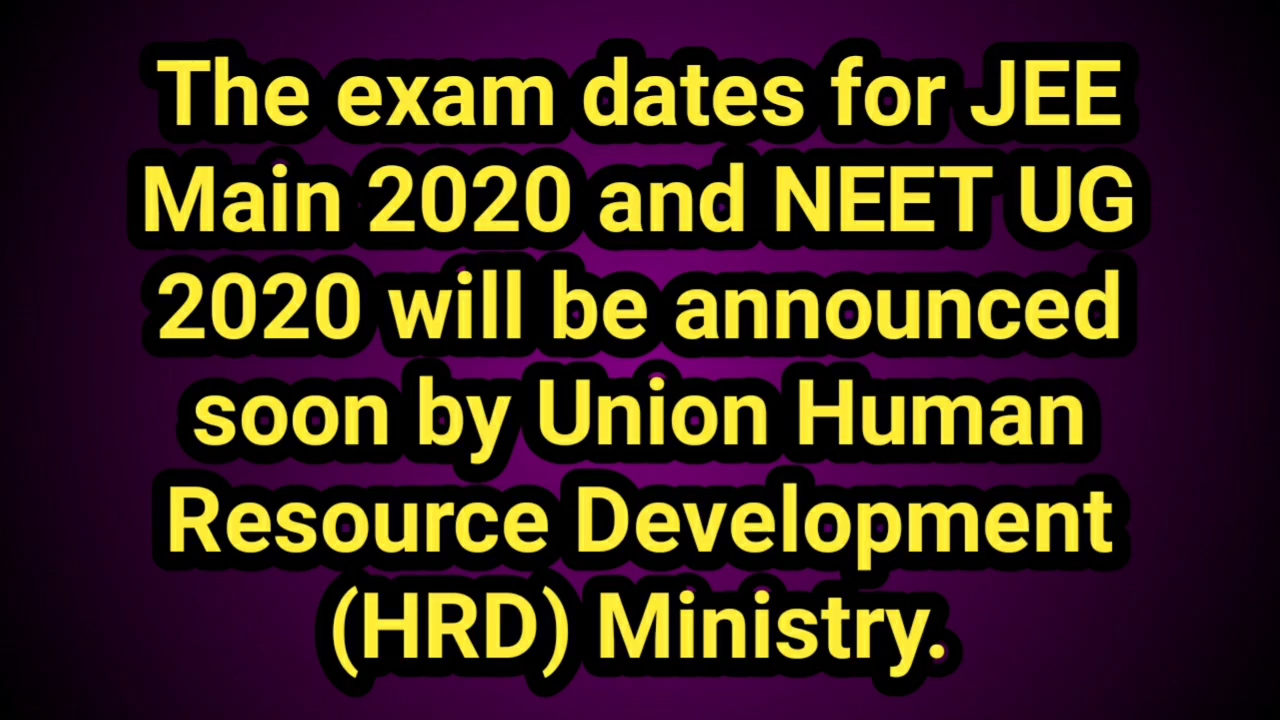 The exam dates for JEE
Main 2020 and NEET UG
2020 will be announced
soon by Union Human
Resource Development
(HRD) Ministry.